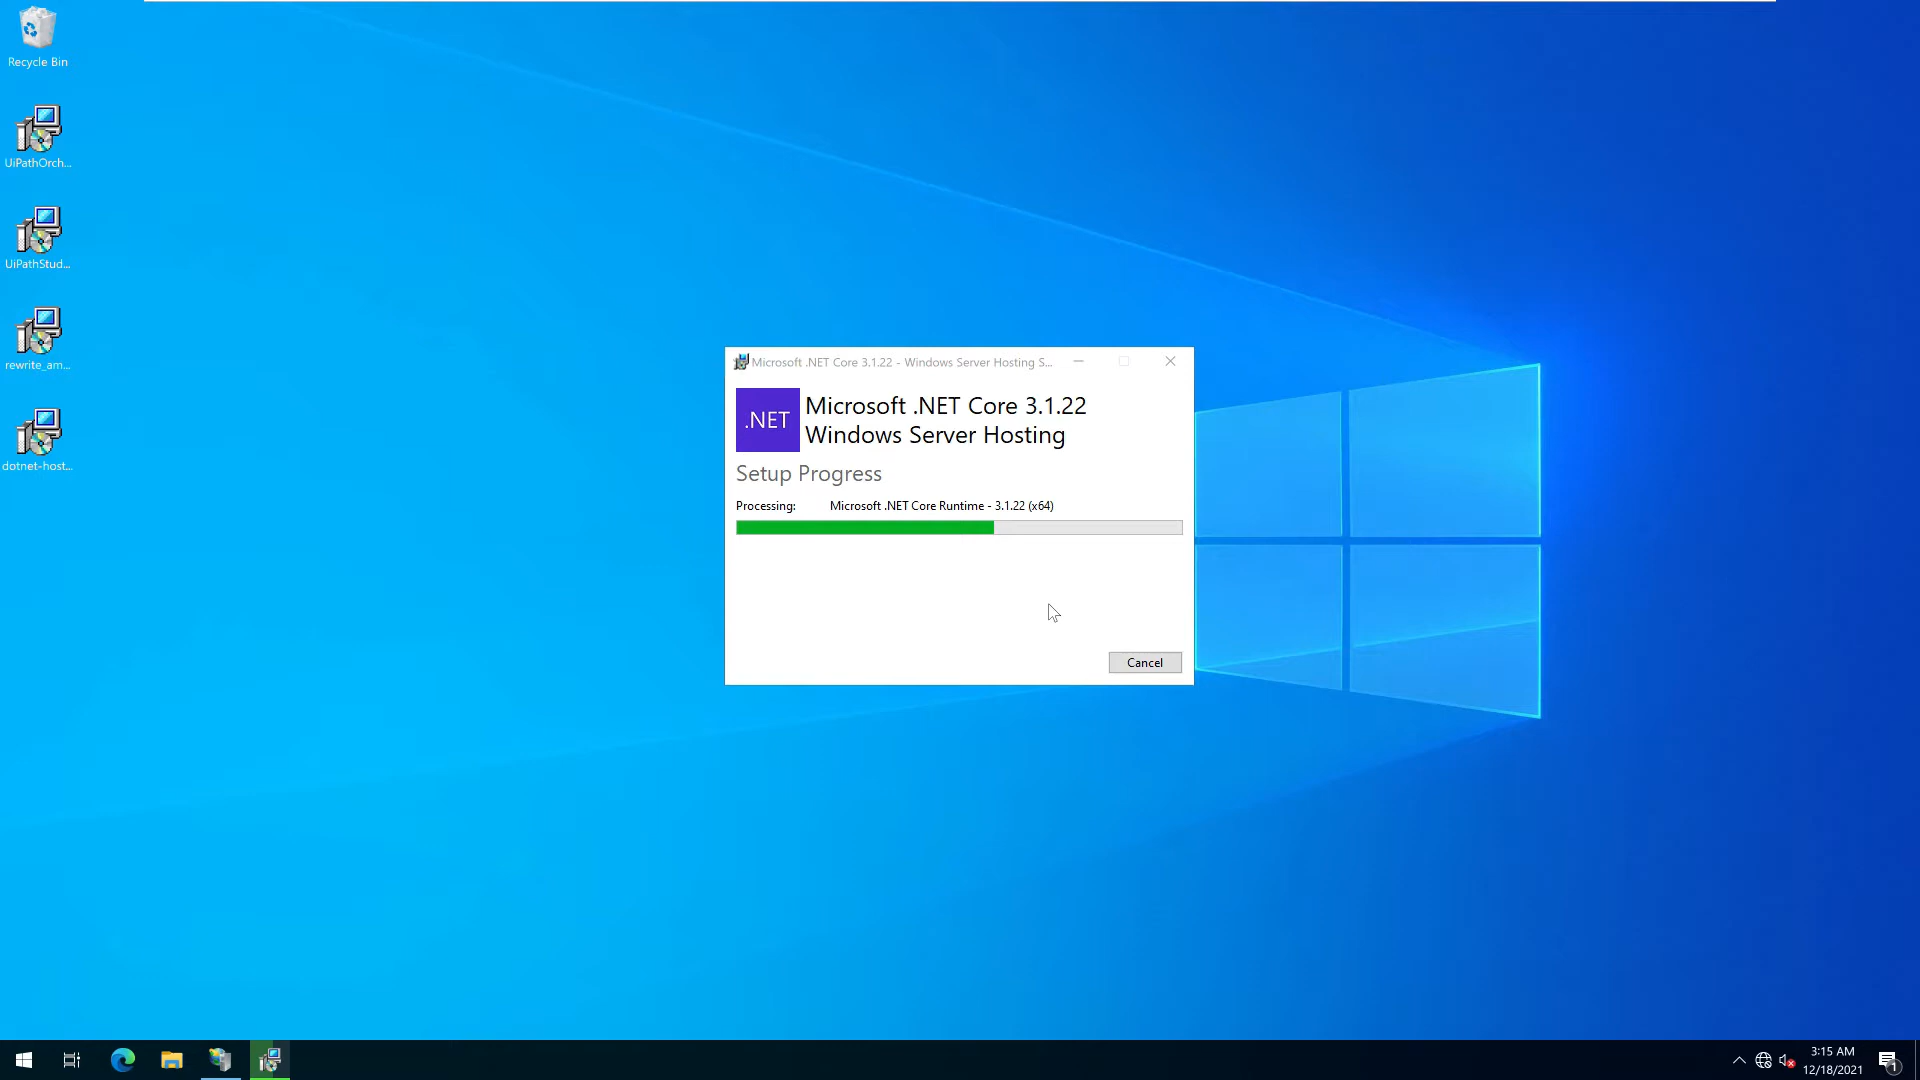 Recycle Bin
UiPathOrch...
UiPathStud...
rewrite_am...
dotnet-host...
Microsoft .NET Core 3.1.22 - Windows Server Hosting S...
.NET
Microsoft .NET Core 3.1.22
Windows Server Hosting
Setup Progress
Processing: Microsoft .NET Core Runtime - 3.1.22 (x64)
Cancel
3:15 AM
12/18/2021
1